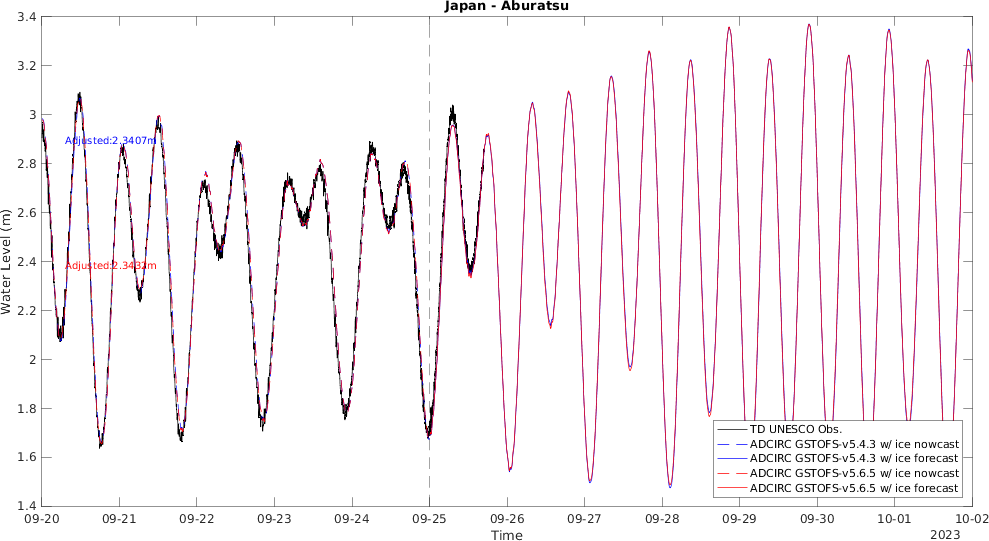 Japan - Aburatsu
3.4
3.2
3
2.8
2.6
2.4
2.2
2
1.8
1.6
1.4
Water Level (m)
Adjusted:2.3407m
Adjusted:2.3431m
TD UNESCO Obs.
ADCIRC GSTOFS-v5.4.3 w/ ice nowcast
ADCIRC GSTOFS-v5.4.3 w/ ice forecast
ADCIRC GSTOFS-v5.6.5 w/ ice nowcast
ADCIRC GSTOFS-v5.6.5 w/ ice forecast
09-20 09-21 09-22 09-23 09-24 09-25 09-26 09-27 09-28 09-29 09-30 10-01 10-02
Time
2023